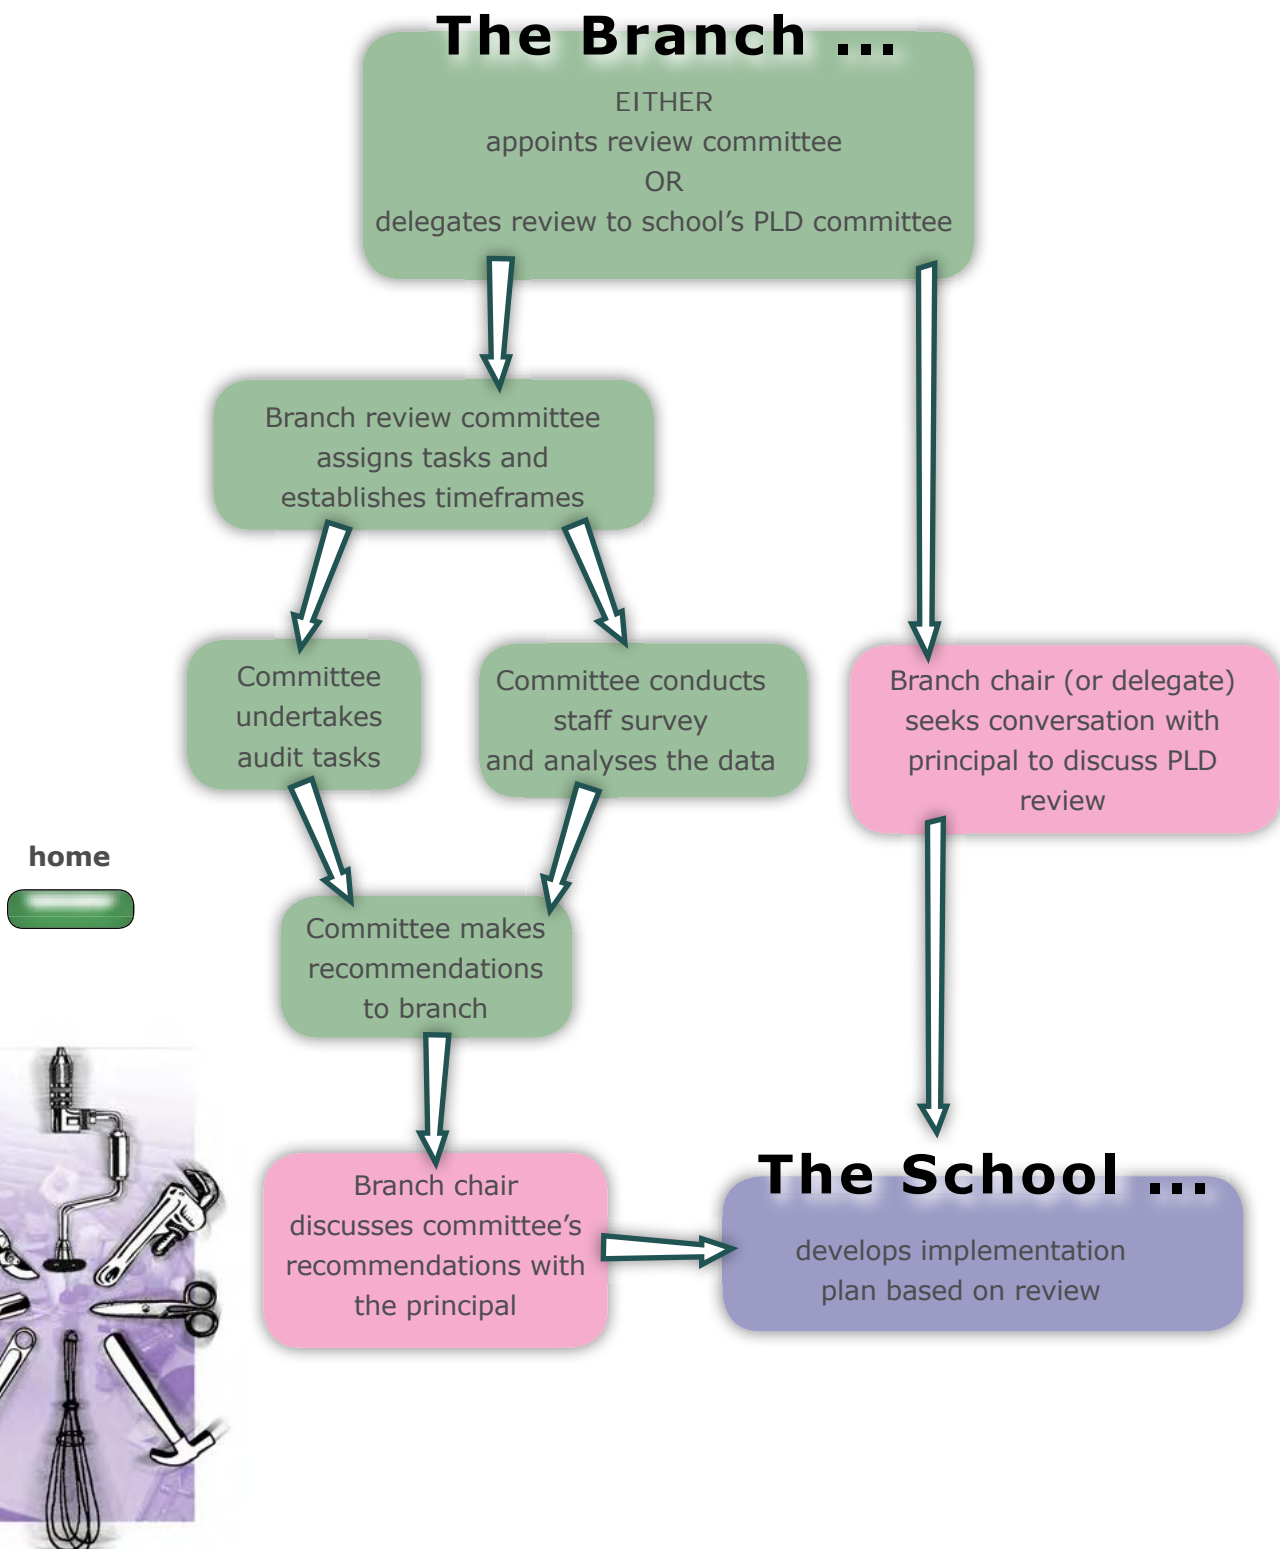 The Branch ...
EITHER
appoints review committee
OR
delegates review to school’s PLD committee
Branch review committee
assigns tasks and
establishes timeframes
Committee
undertakes
audit tasks
Committee conducts
staff survey
and analyses the data
Branch chair (or delegate)
seeks conversation with
principal to discuss PLD
review
home
Committee makes
recommendations
to branch
Branch chair
discusses committee’s
recommendations with
the principal
The School ...
develops implementation
plan based on review